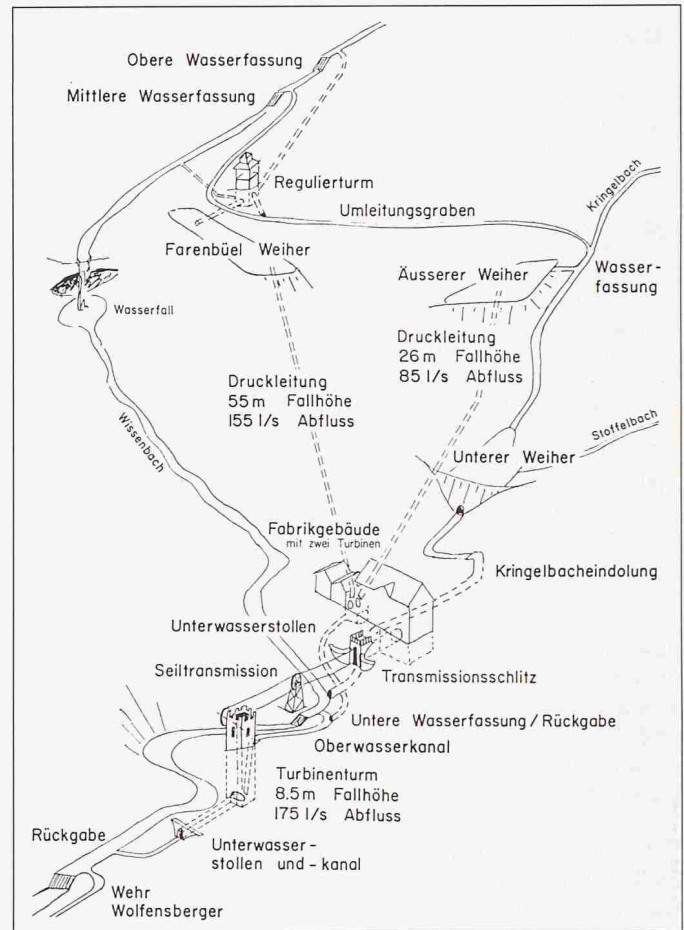 Obere Wasserfassung
Mittlere Wasserfassung
Kringelbach
Regulierturm
Umleitungsgraben
Farenbüel Weiher
Äusserer Weiher
Wasser-
fassung
Wasserfall
Druckleitung
26 m Fallhöhe
85 l/s Abfluss
Druckleitung
55 m Fallhöhe
155 l/s Abfluss
Wissenbach
Stoffelbach
Unterer Weiher
Fabrikgebäude
mit zwei Turbinen
Kringelbacheindolung
Unterwasserstollen
Seiltransmission
Transmissionsschlitz
Untere Wasserfassung / Rückgabe
Oberwasserkanal
Turbinenturm
8.5 m Fallhöhe
175 l/s Abfluss
Rückgabe
Unterwasser-
stollen und - kanal
Wehr
Wolfensberger